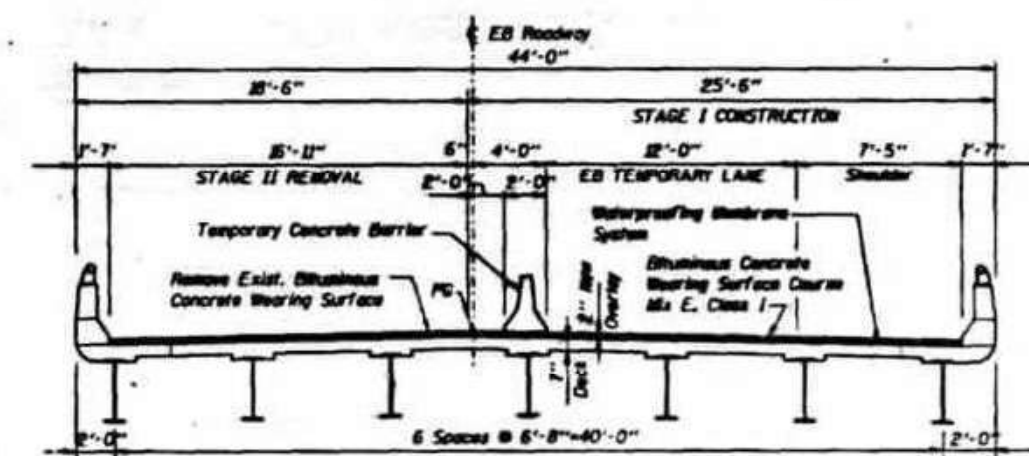 ℄ EB Roadway
44'-0"
18'-6"
25'-6"
STAGE I CONSTRUCTION
1'-7"
16'-11"
6"
4'-0"
12'-0"
7'-5"
1'-7"
STAGE II REMOVAL
2'-0"
2'-0"
EB TEMPORARY LANE
Shoulder
Temporary Concrete Barrier
Waterproofing Membrane
System
Remove Exist. Bituminous
Concrete Wearing Surface
PG
2" New
Overlay
Bituminous Concrete
Wearing Surface Course
Mix E, Class I
7"
Deck
2'-0"
6 Spaces @ 6'-8"=40'-0"
2'-0"